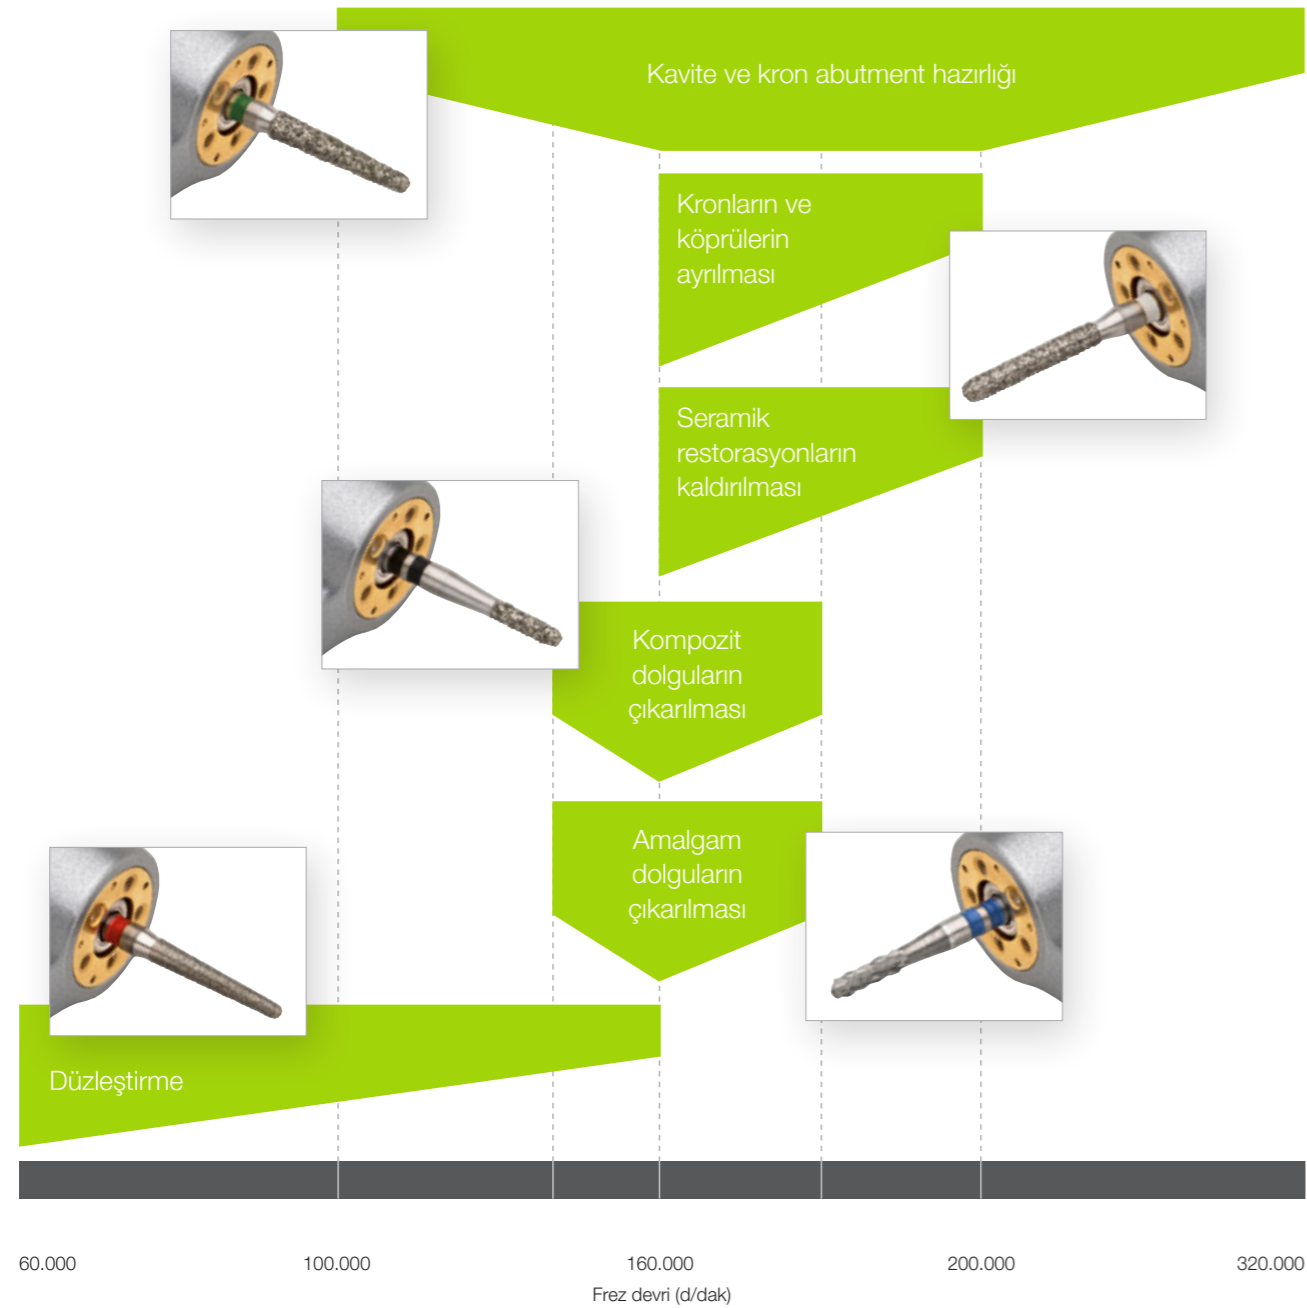 Kavite ve kron abutment hazırlığı
Kronların ve
köprülerin
ayrılması
Seramik
restorasyonların
kaldırılması
Kompozit
dolguların
çıkarılması
Amalgam
dolguların
çıkarılması
Düzleştirme
60.000 100.000 160.000 200.000 320.000
Frez devri (d/dak)